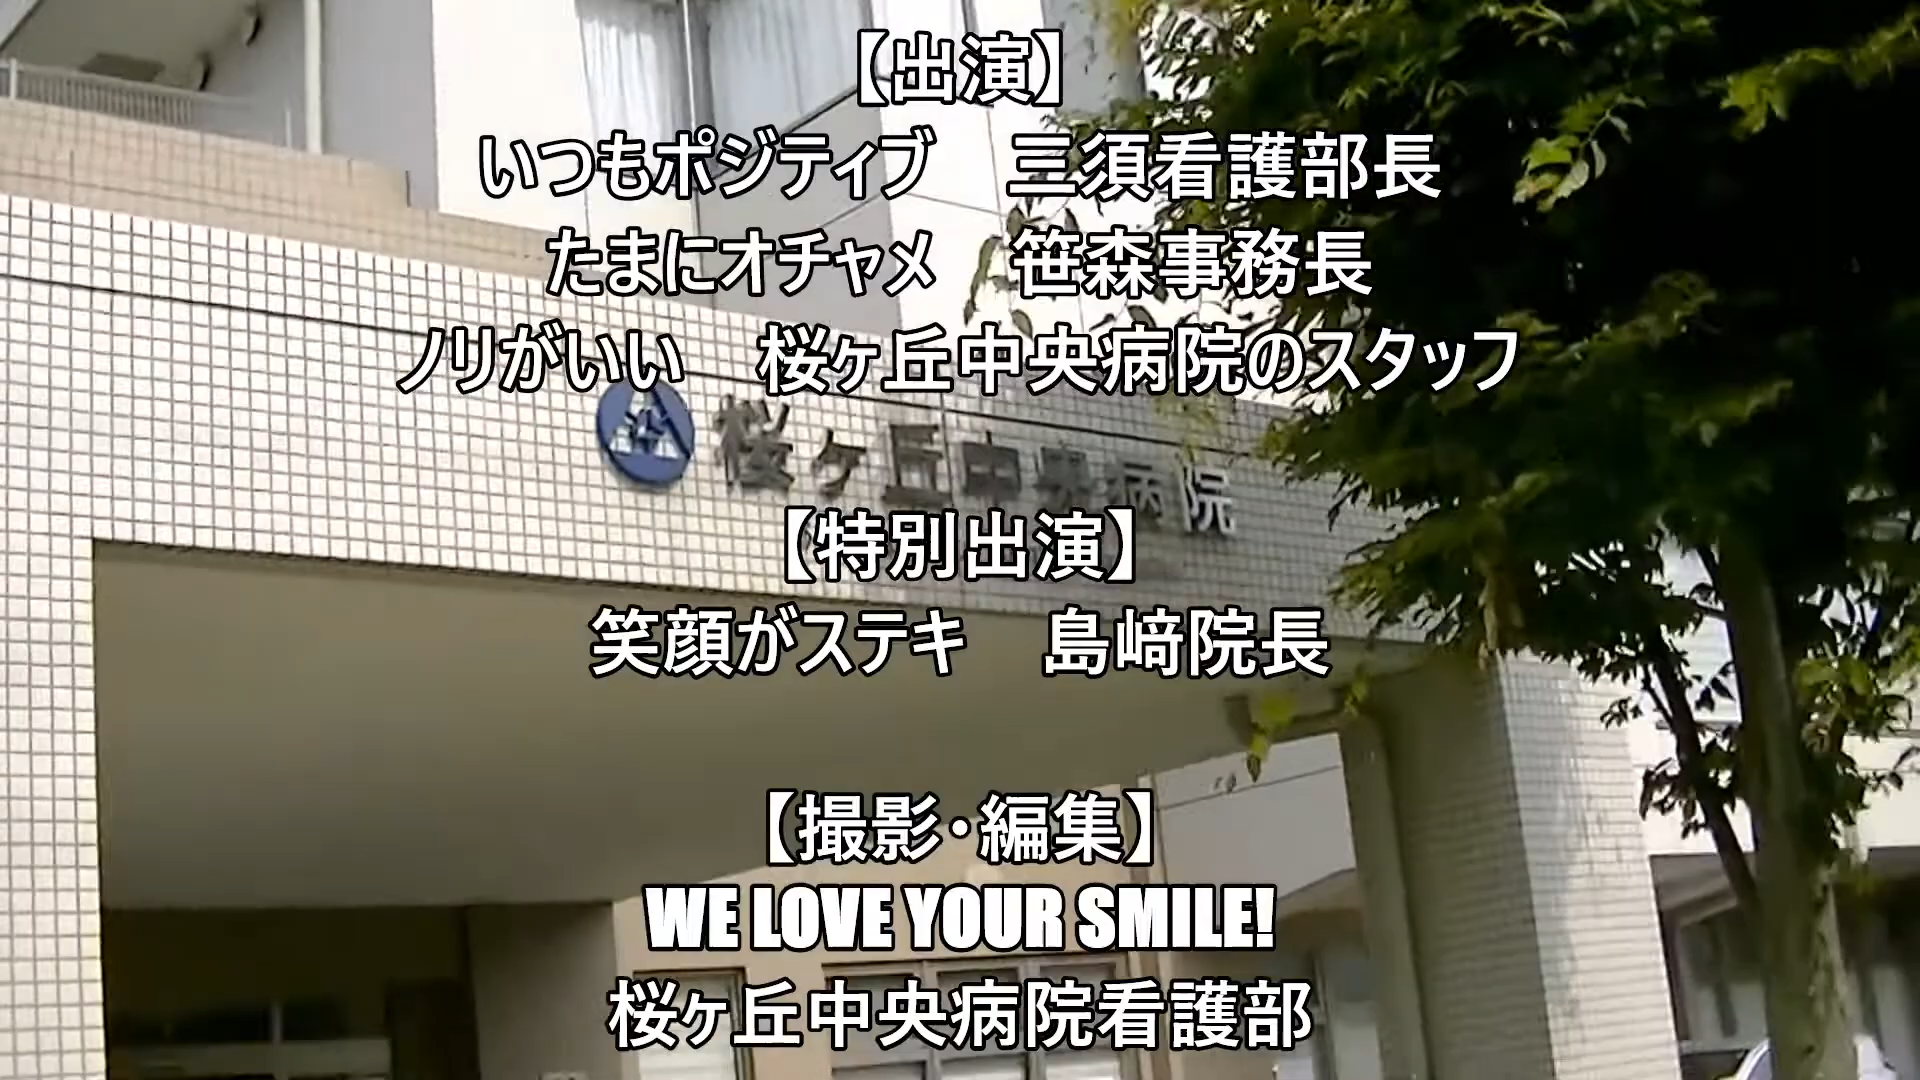 【出演】
いつもポジティブ　三須看護部長
たまにオチャメ　笹森事務長
ノリがいい　桜ヶ丘中央病院のスタッフ
桜ヶ丘中央病院
【特別出演】
笑顔がステキ　島﨑院長
【撮影・編集】
WE LOVE YOUR SMILE!
桜ヶ丘中央病院看護部